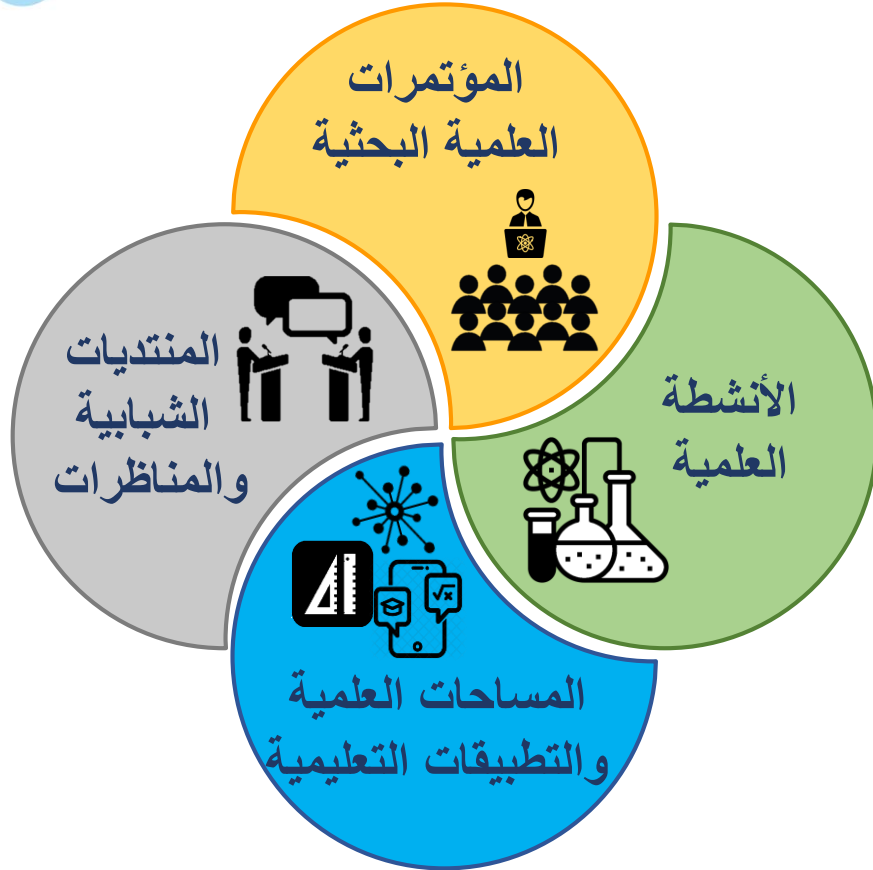 المؤتمرات
العلمية البحثية
الأنشطة
العلمية
المنتديات
الشبابية
والمناظرات
المساحات العلمية
والتطبيقات التعليمية